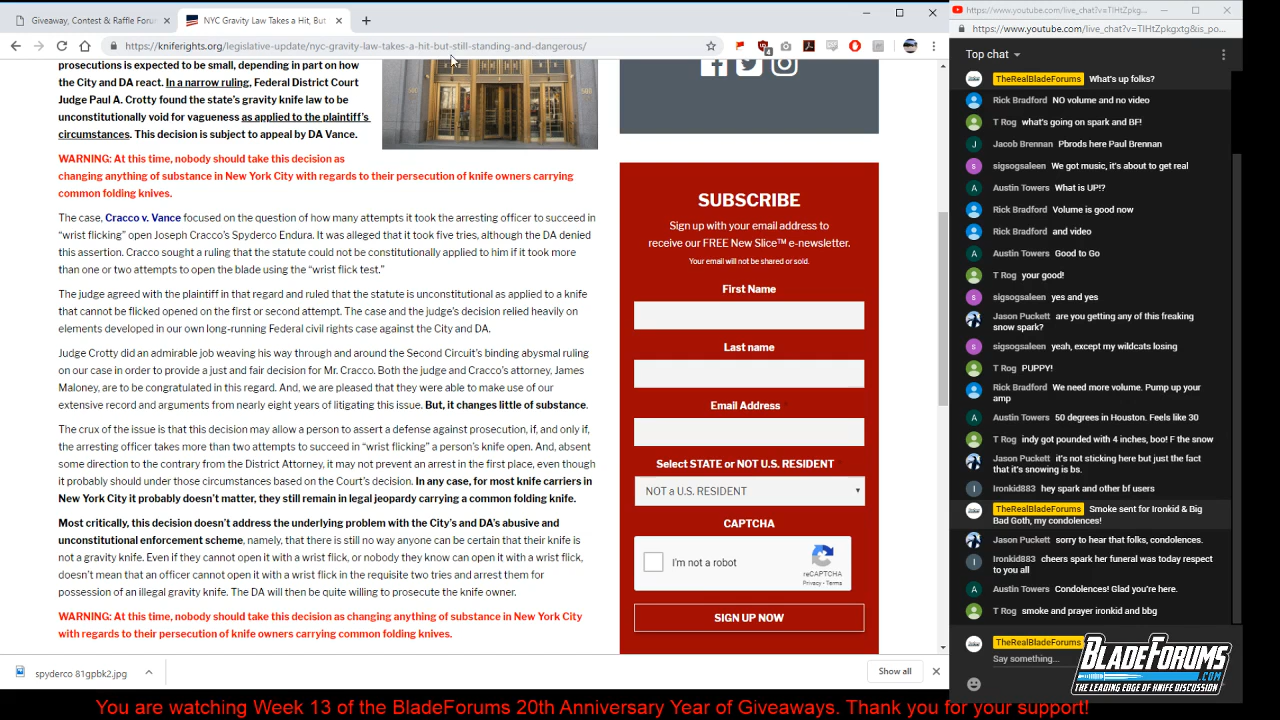 Giveaway, Contest & Raffle Forum
NYC Gravity Law Takes a Hit, But
https://kniferights.org/legislative-update/nyc-gravity-law-takes-a-hit-but-still-standing-and-dangerous/
4
prosecutions is expected to be small, depending in part on how
the City and DA react. In a narrow ruling, Federal District Court
Judge Paul A. Crotty found the state's gravity knife law to be
unconstitutionally void for vagueness as applied to the plaintiff's
circumstances. This decision is subject to appeal by DA Vance.
WARNING: At this time, nobody should take this decision as
changing anything of substance in New York City with regards to their persecution of knife owners carrying
common folding knives.
The case, Cracco v. Vance focused on the question of how many attempts it took the arresting officer to succeed in
"wrist flicking" open Joseph Cracco's Spyderco Endura. It was alleged that it took five tries, although the DA denied
this assertion. Cracco sought a ruling that the statute could not be constitutionally applied to him if it took more
than one or two attempts to open the blade using the "wrist flick test."
The judge agreed with the plaintiff in that regard and ruled that the statute is unconstitutional as applied to a knife
that cannot be flicked opened on the first or second attempt. The case and the judge's decision relied heavily on
elements developed in our own long-running Federal civil rights case against the City and DA.
Judge Crotty did an admirable job weaving his way through and around the Second Circuit's binding abysmal ruling
on our case in order to provide a just and fair decision for Mr. Cracco. Both the judge and Cracco's attorney, James
Maloney, are to be congratulated in this regard. And, we are pleased that they were able to make use of our
extensive record and arguments from nearly eight years of litigating this issue. But, it changes little of substance.
The crux of the issue is that this decision may allow a person to assert a defense against prosecution, if, and only if,
the arresting officer takes more than two attempts to succeed in "wrist flicking" a person's knife open. And, absent
some direction to the contrary from the District Attorney, it may not prevent an arrest in the first place, even though
it probably should under those circumstances based on the Court's decision. In any case, for most knife carriers in
New York City it probably doesn't matter, they still remain in legal jeopardy carrying a common folding knife.
Most critically, this decision doesn't address the underlying problem with the City's and DA's abusive and
unconstitutional enforcement scheme, namely, that there is still no way anyone can be certain that their knife is
not a gravity knife. Even if they cannot open it with a wrist flick, or nobody they know can open it with a wrist flick,
doesn't mean that an officer cannot open it with a wrist flick in the requisite two tries and arrest them for
possession of an illegal gravity knife. The DA will then be quite willing to prosecute the knife owner.
WARNING: At this time, nobody should take this decision as changing anything of substance in New York City
with regards to their persecution of knife owners carrying common folding knives.
SUBSCRIBE
Sign up with your email address to
receive our FREE New Slice™ e-newsletter.
Your email will not be shared or sold.
First Name
Last name
Email Address *
Select STATE or NOT U.S. RESIDENT *
NOT a U.S. RESIDENT
CAPTCHA
I'm not a robot
reCAPTCHA
Privacy - Terms
SIGN UP NOW
spyderco 81gpbk2.jpg
Show all
https://www.youtube.com/live_chat?v=TIHtZpkg...
https://www.youtube.com/live_chat?v=TIHtZpkgxtg&is_po...
Top chat
TheRealBladeForums What's up folks?
Rick Bradford NO volume and no video
T Rog what's going on spark and BF!
Jacob Brennan Pbrods here Paul Brennan
sigsogsaleen We got music, it's about to get real
Austin Towers What is UP!?
Rick Bradford Volume is good now
Rick Bradford and video
Austin Towers Good to Go
T Rog your good!
sigsogsaleen yes and yes
Jason Puckett are you getting any of this freaking
snow spark?
sigsogsaleen yeah, except my wildcats losing
T Rog PUPPY!
Rick Bradford We need more volume. Pump up your
amp
Austin Towers 50 degrees in Houston. Feels like 30
T Rog indy got pounded with 4 inches, boo! F the snow
Jason Puckett it's not sticking here but just the fact
that it's snowing is bs.
Ironkid883 hey spark and other bf users
TheRealBladeForums Smoke sent for Ironkid & Big
Bad Goth, my condolences!
Jason Puckett sorry to hear that folks, condolences.
Ironkid883 cheers spark her funeral was today respect
to you all
Austin Towers Condolences! Glad you're here.
T Rog smoke and prayer ironkid and bbg
TheRealBladeForums
Say something...
BLADEFORUMS
.COM
THE LEADING EDGE OF KNIFE DISCUSSION
You are watching Week 13 of the BladeForums 20th Anniversary Year of Giveaways. Thank you for your support!